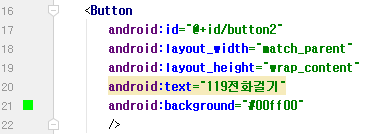 16 <Button
17 android:id="@+id/button2"
18 android:layout_width="match_parent"
19 android:layout_height="wrap_content"
20 android:text="119전화걸기"
21 android:background="#00ff00"
22 />